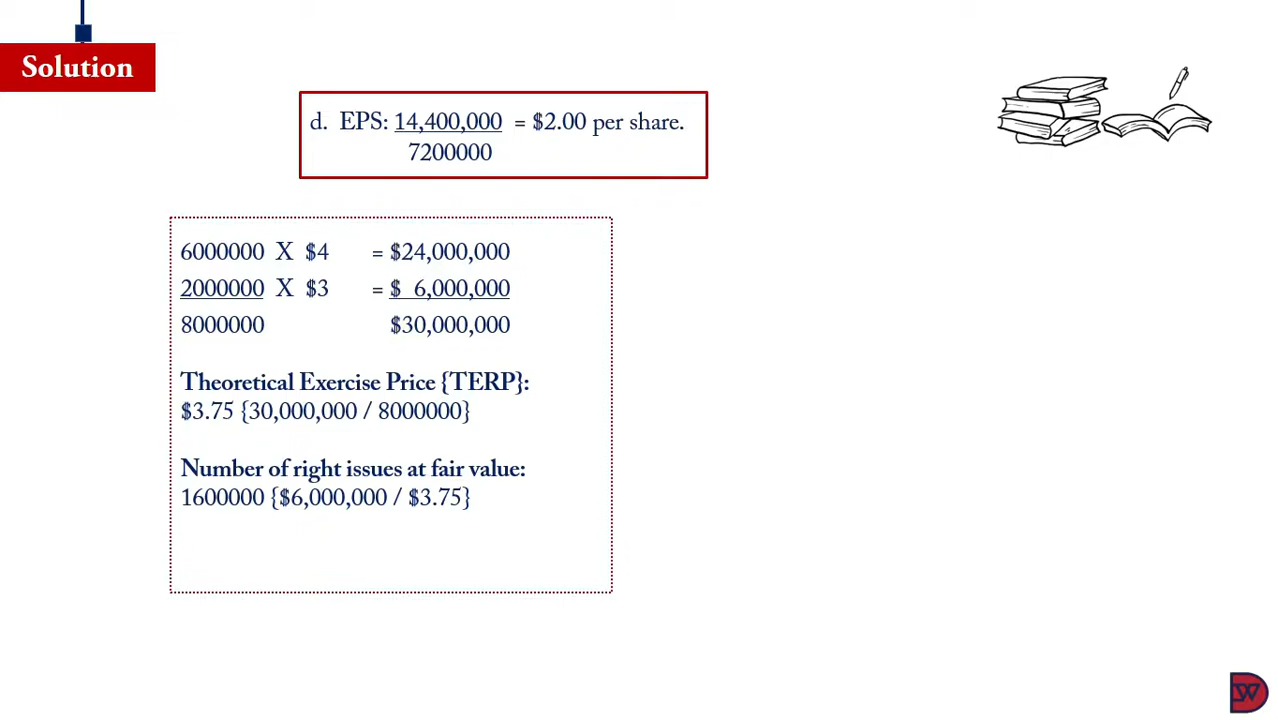 Solution
d. EPS: 14,400,000 = $2.00 per share.
7200000
6000000 X $4 = $24,000,000
2000000 X $3 = $ 6,000,000
8000000 $30,000,000
Theoretical Exercise Price {TERP}:
$3.75 {30,000,000 / 8000000}
Number of right issues at fair value:
1600000 {$6,000,000 / $3.75}
W